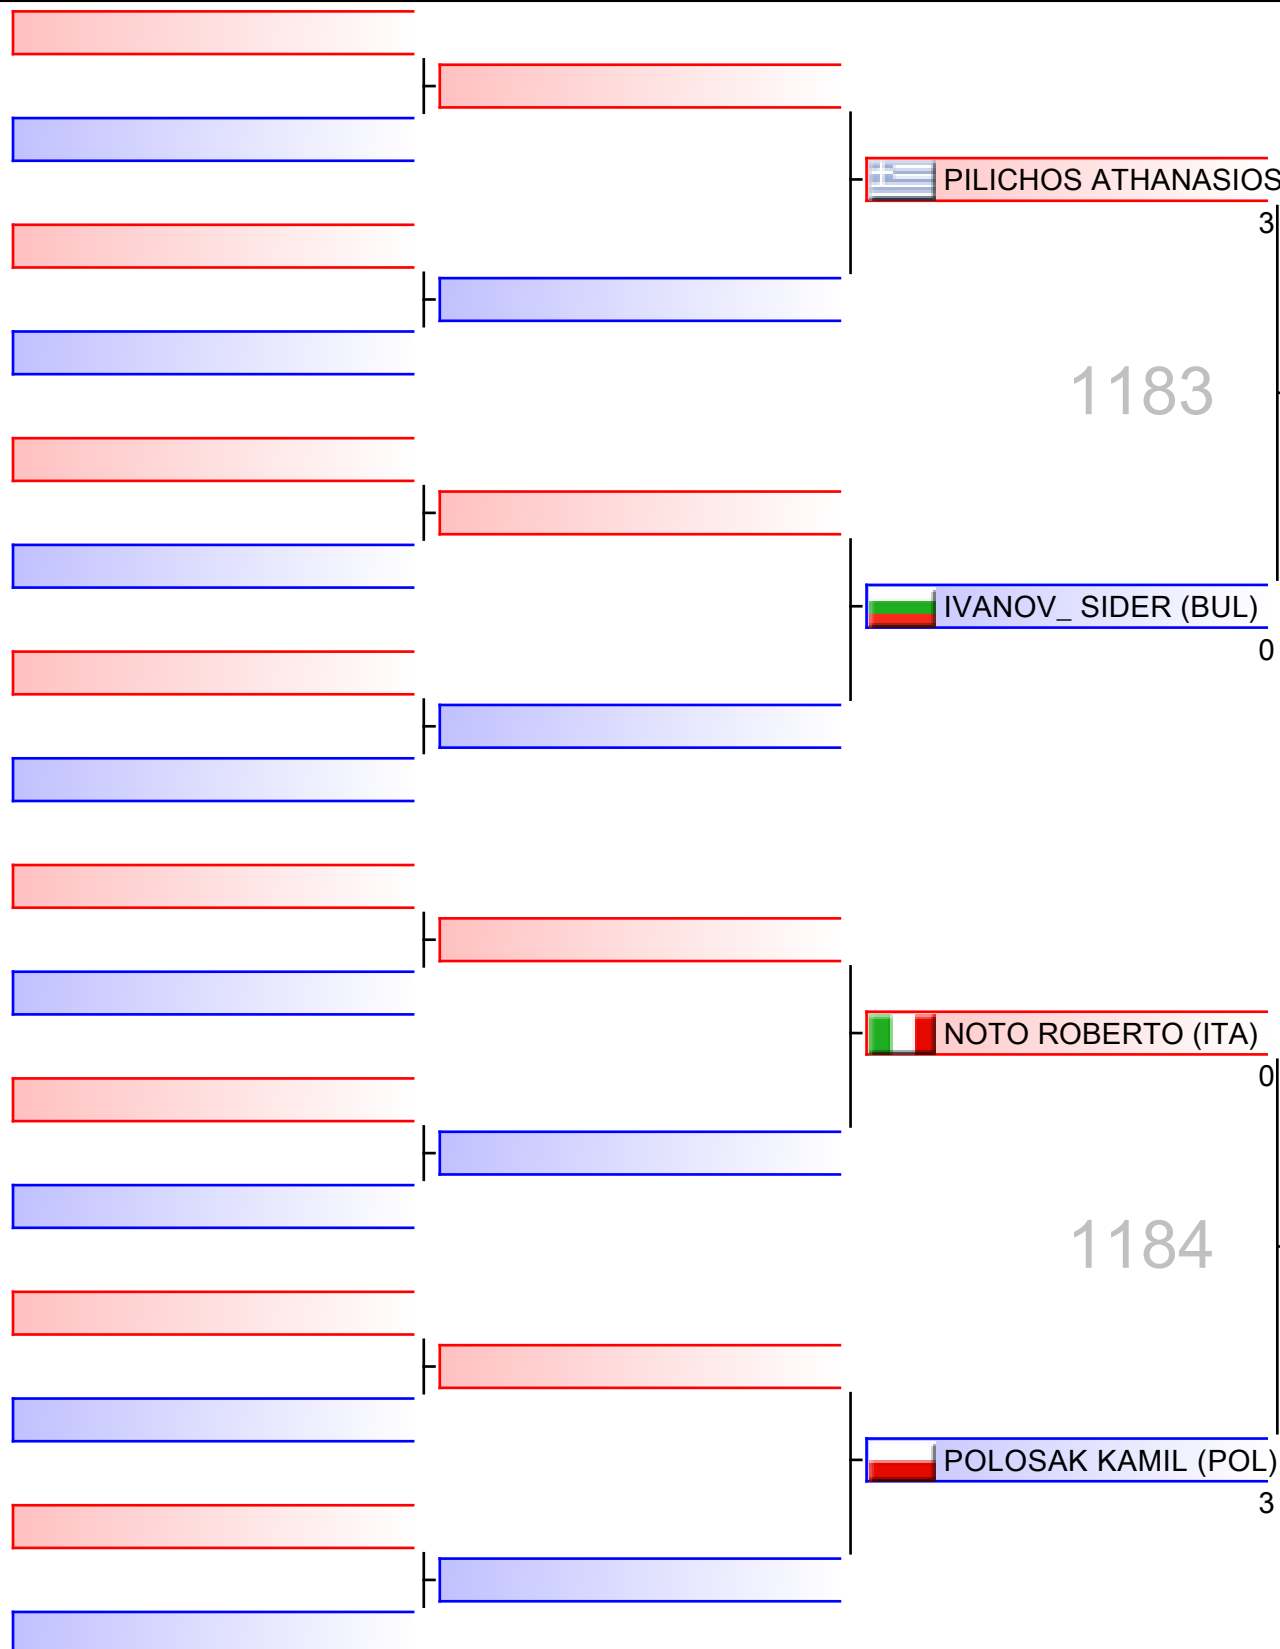 PILICHOS ATHANASIOS
3
1183
IVANOV_ SIDER (BUL)
0
NOTO ROBERTO (ITA)
0
1184
POLOSAK KAMIL (POL)
3